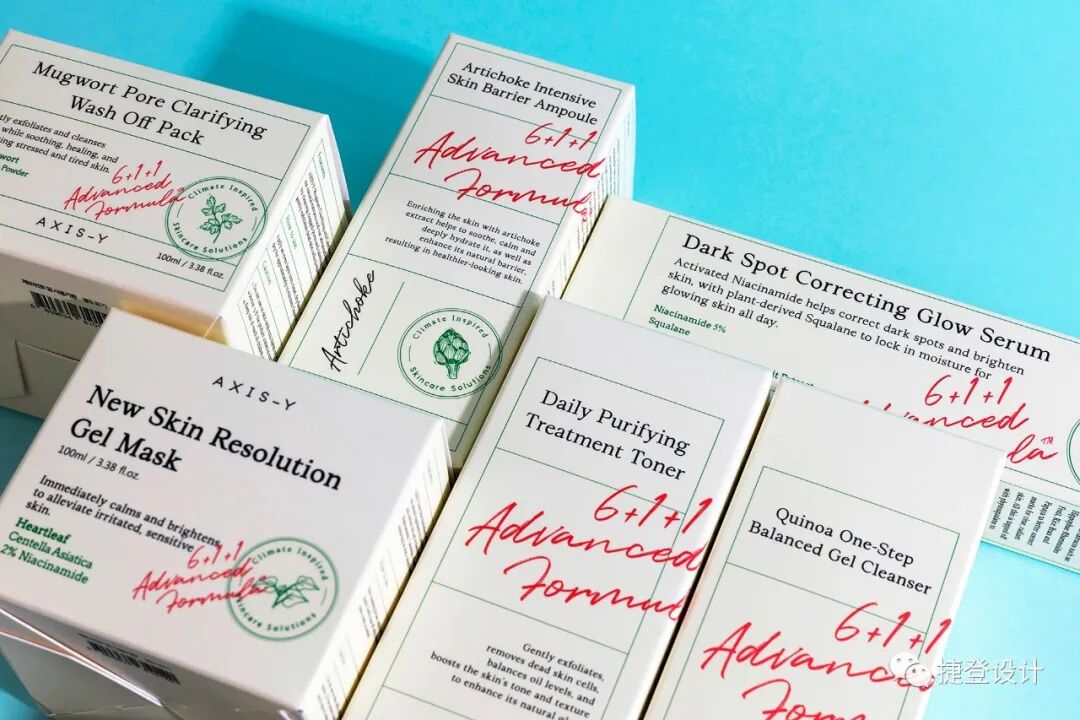 Mugwort Pore Clarifying
Wash Off Pack
exfoliates and cleanses
while soothing, healing, and
stressed and tired skin.
Powder
6+1+1
Advanced
Formula
Climate Inspired
Skincare Solutions
AXIS-Y
100ml / 3.38 fl.oz.
Artichoke Intensive
Skin Barrier Ampoule
6+1+1
Advanced
Formula
Enriching the skin with artichoke
extract helps to soothe, calm and
deeply hydrate it, as well as
enhance its natural barrier,
resulting in healthier-looking skin.
Artichoke
Climate Inspired
Skincare Solutions
Dark Spot Correcting Glow Serum
Activated Niacinamide helps correct dark spots and brighten
skin, with plant-derived Squalane to lock in moisture for
glowing skin all day.
Niacinamide 5%
Squalane
6+1+1
Advanced
ula™
AXIS-Y
New Skin Resolution
Gel Mask
100ml / 3.38 fl.oz.
Immediately calms and brightens
to alleviate irritated, sensitive
skin.
Heartleaf
Centella Asiatica
2% Niacinamide
6+1+1
Advanced
Formula
Climate Inspired
Skincare Solutions
Daily Purifying
Treatment Toner
6+1+1
Advanced
Formul
Gently exfoliates,
removes dead skin cells,
balances oil levels, and
boosts the skin's tone and texture
to enhance its natural
Quinoa One-Step
Balanced Gel Cleanser
6+1+1
Advanced
Formul
捷登设计